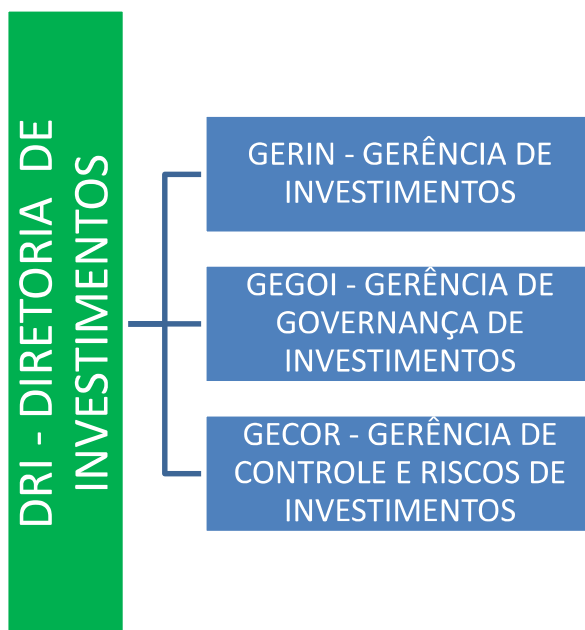 DRI - DIRETORIA DE
INVESTIMENTOS
GERIN - GERÊNCIA DE
INVESTIMENTOS
GEGOI - GERÊNCIA DE
GOVERNANÇA DE
INVESTIMENTOS
GECOR - GERÊNCIA DE
CONTROLE E RISCOS DE
INVESTIMENTOS